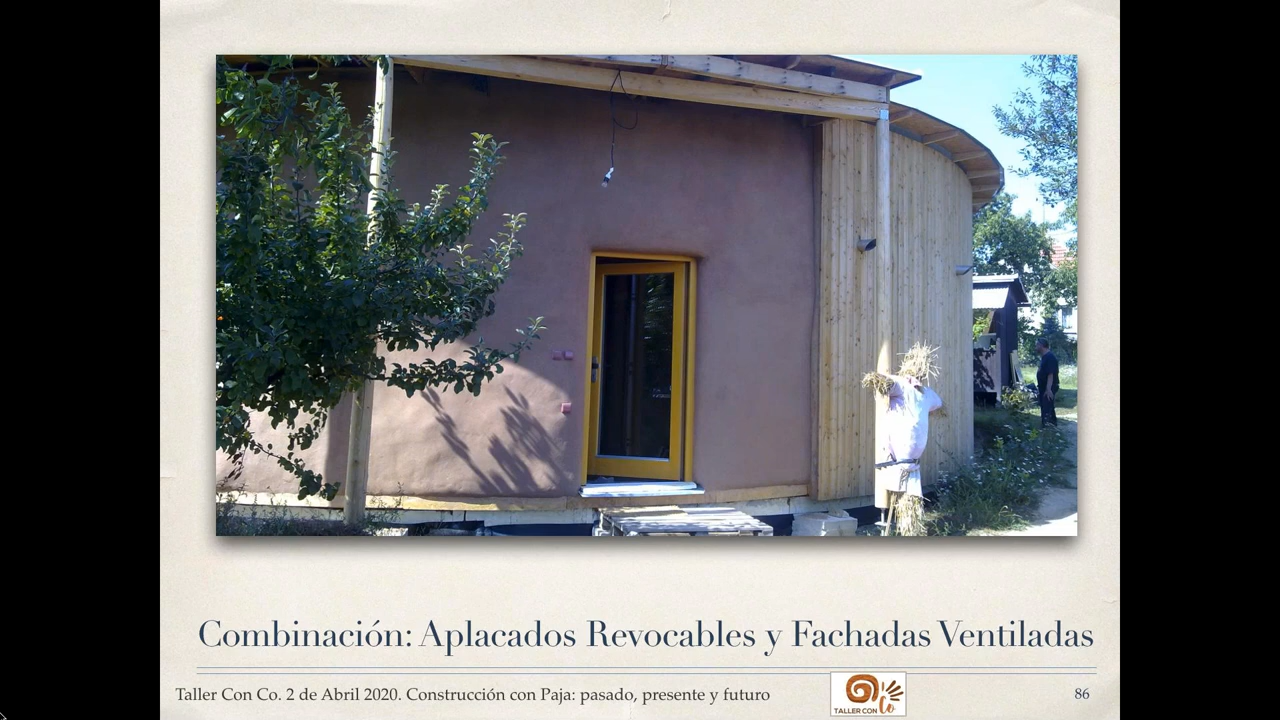 Combinación: Aplacados Revocables y Fachadas Ventiladas
Taller Con Co. 2 de Abril 2020. Construcción con Paja: pasado, presente y futuro
TALLER CON Co
86